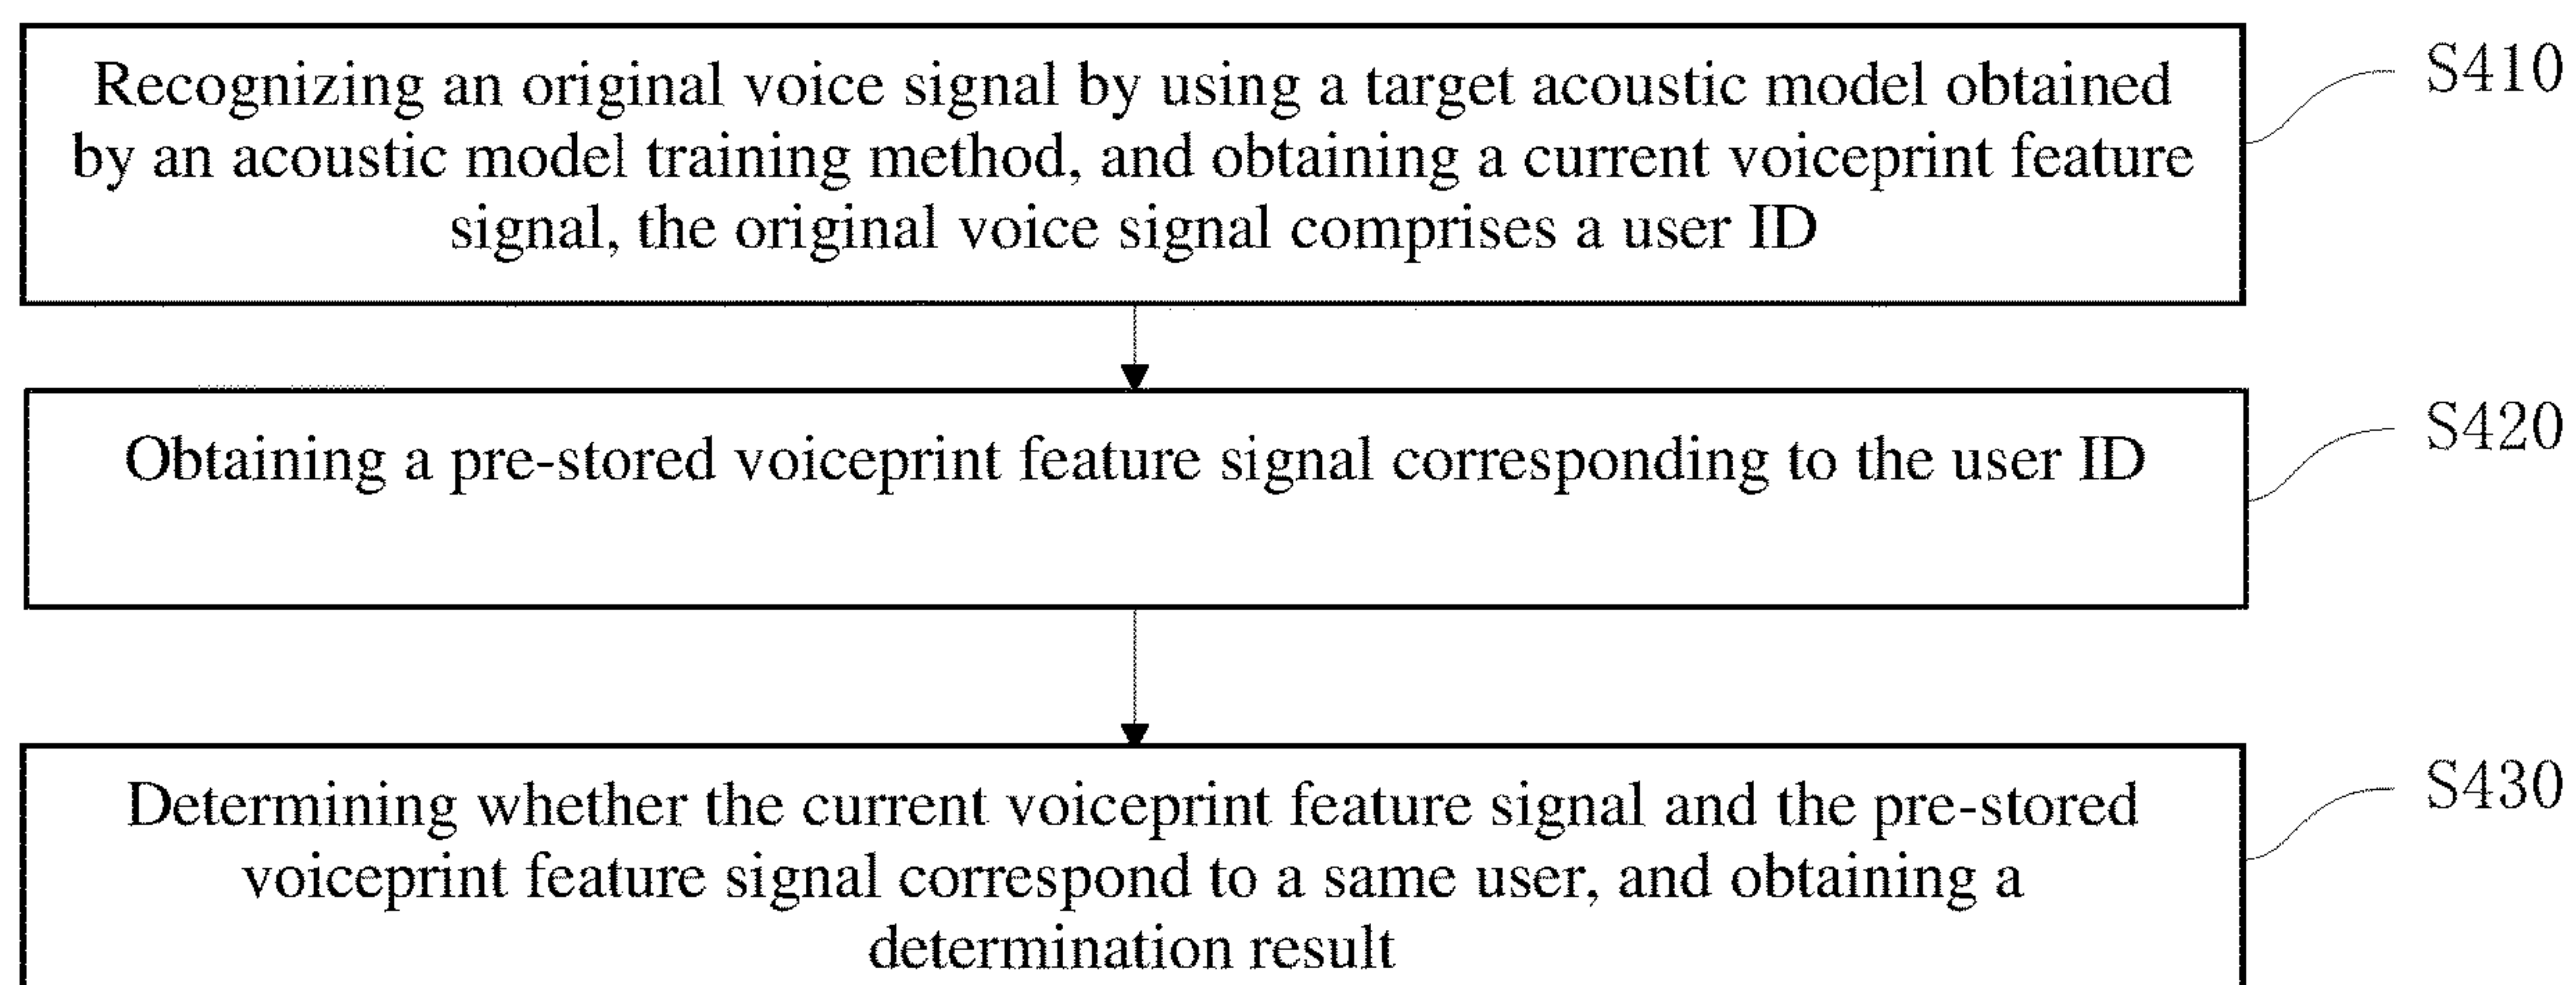 Recognizing an original voice signal by using a target acoustic model obtained
by an acoustic model training method, and obtaining a current voiceprint feature
signal, the original voice signal comprises a user ID
S410
Obtaining a pre-stored voiceprint feature signal corresponding to the user ID
S420
Determining whether the current voiceprint feature signal and the pre-stored
voiceprint feature signal correspond to a same user, and obtaining a
determination result
S430